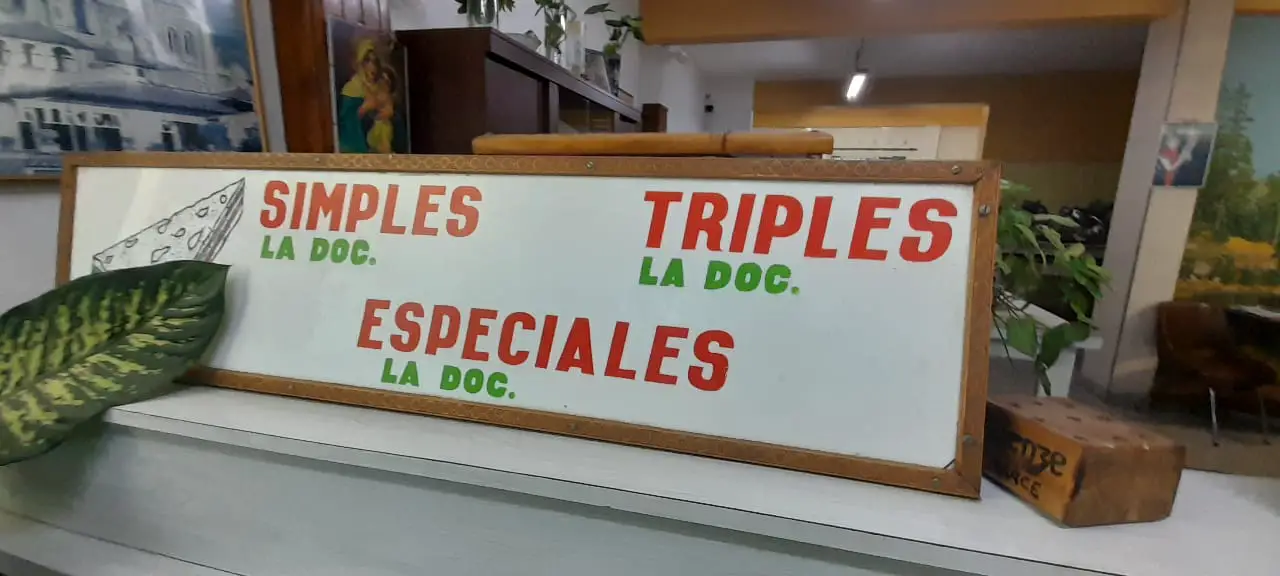 SIMPLES
LA DOC.
TRIPLES
LA DOC.
ESPECIALES
LA DOC.